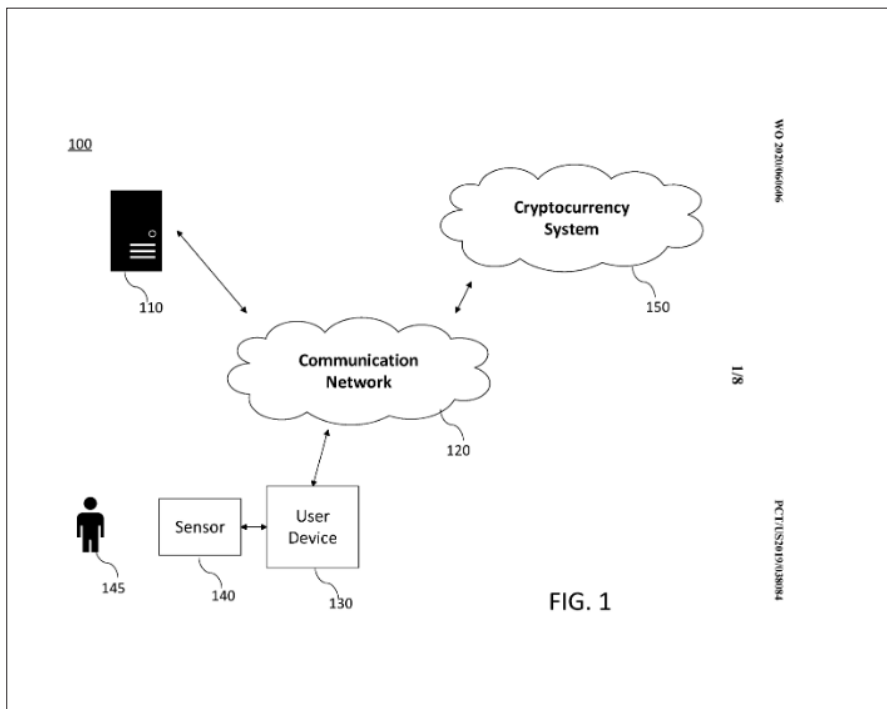 100
WO 2020/060606
Cryptocurrency
System
110
150
Communication
Network
1/8
120
Sensor
User
Device
145
140
130
FIG. 1
PCT/US2019/038084